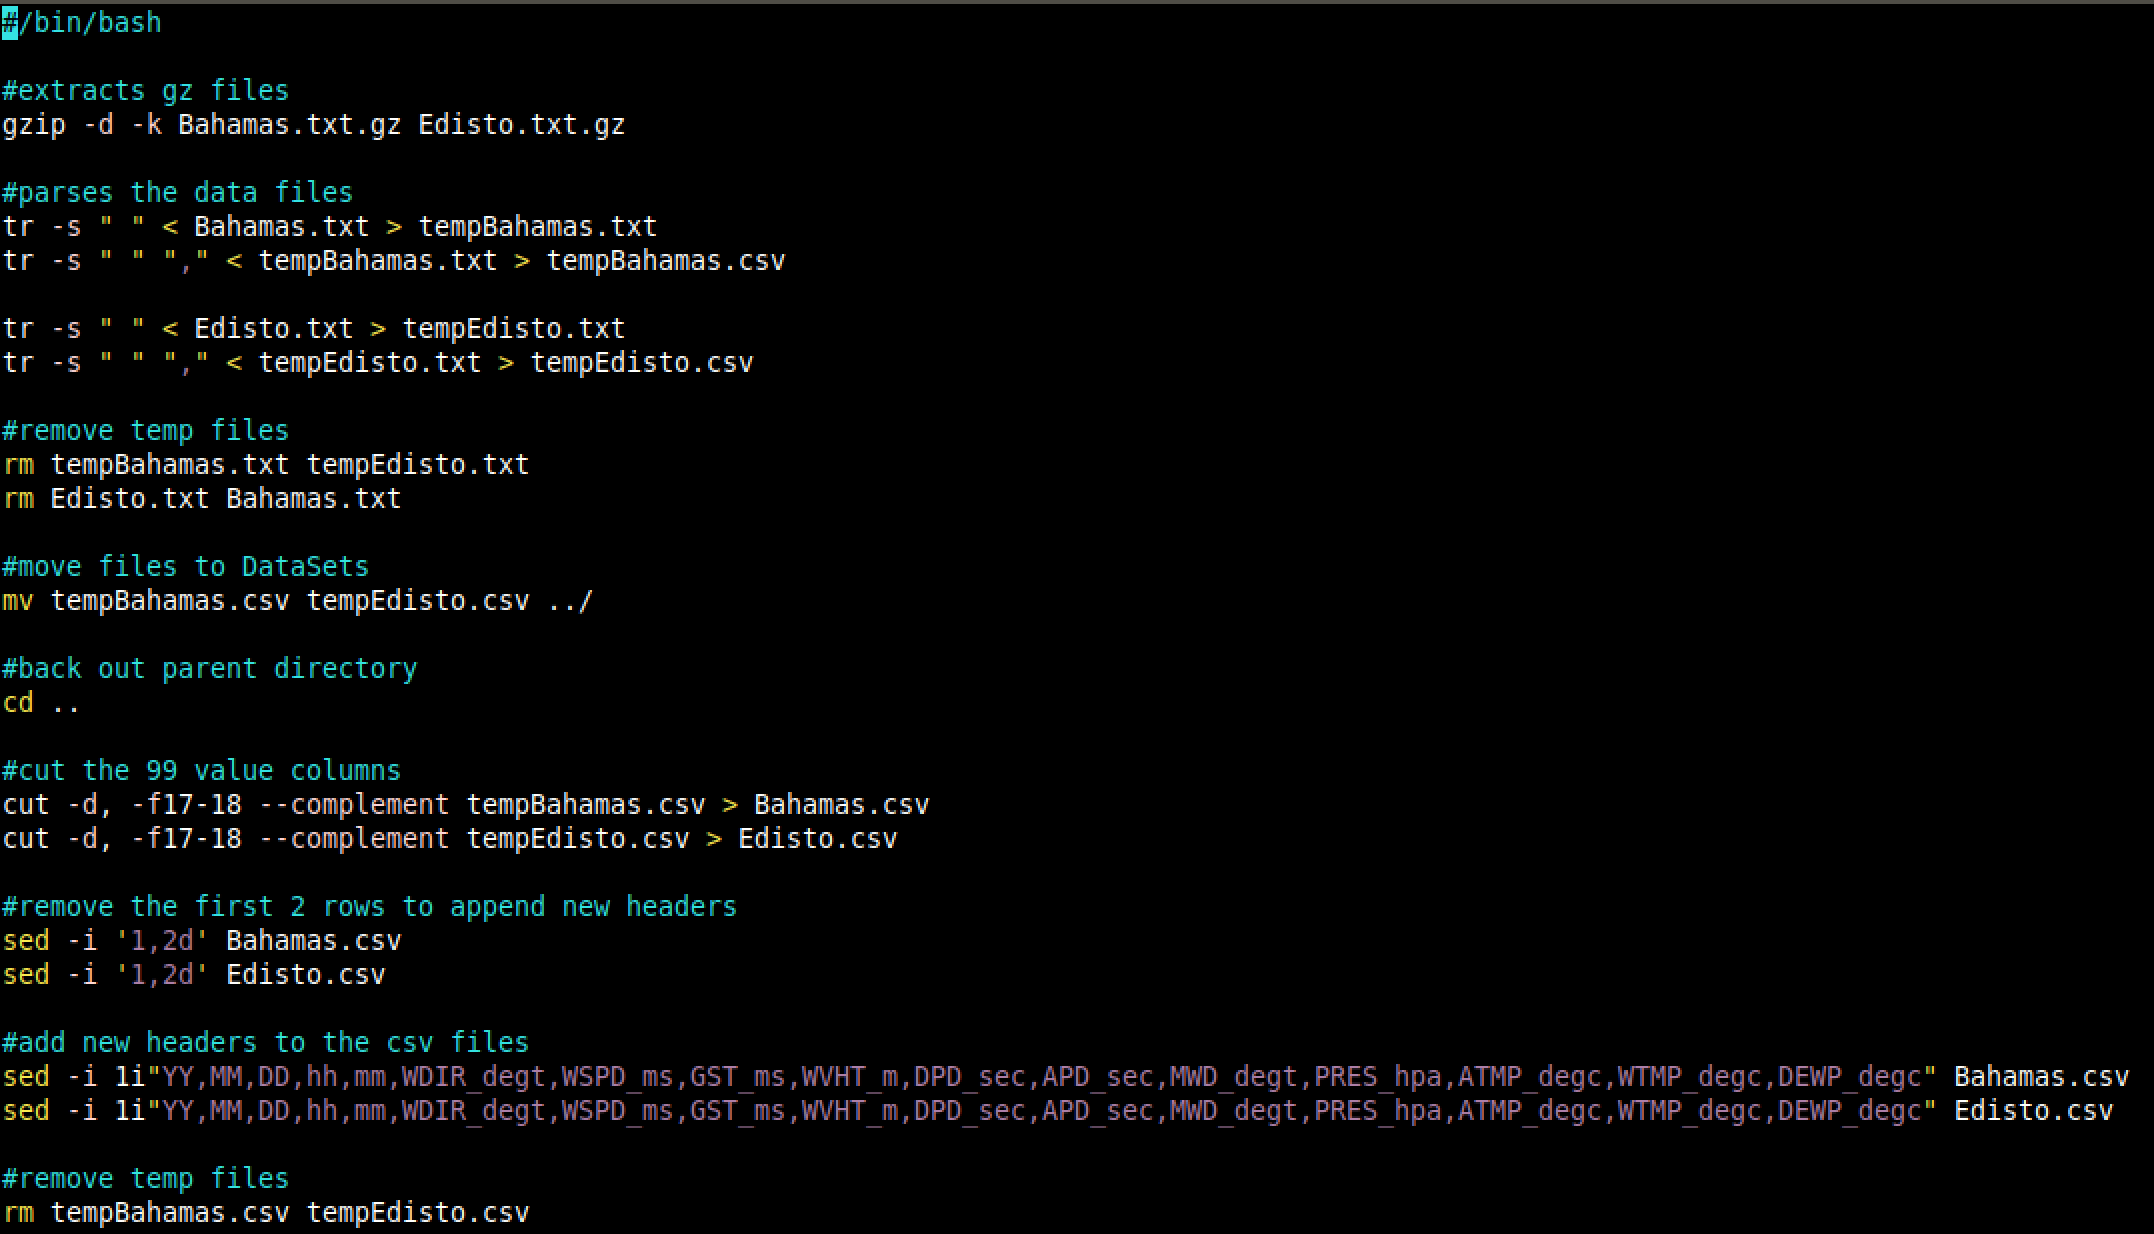 #/bin/bash
#extracts gz files
gzip -d -k Bahamas.txt.gz Edisto.txt.gz
#parses the data files
tr -s " " < Bahamas.txt > tempBahamas.txt
tr -s " " "," < tempBahamas.txt > tempBahamas.csv
tr -s " " < Edisto.txt > tempEdisto.txt
tr -s " " "," < tempEdisto.txt > tempEdisto.csv
#remove temp files
rm tempBahamas.txt tempEdisto.txt
rm Edisto.txt Bahamas.txt
#move files to DataSets
mv tempBahamas.csv tempEdisto.csv ../
#back out parent directory
cd ..
#cut the 99 value columns
cut -d, -f17-18 --complement tempBahamas.csv > Bahamas.csv
cut -d, -f17-18 --complement tempEdisto.csv > Edisto.csv
#remove the first 2 rows to append new headers
sed -i '1,2d' Bahamas.csv
sed -i '1,2d' Edisto.csv
#add new headers to the csv files
sed -i 1i"YY,MM,DD,hh,mm,WDIR_degt,WSPD_ms,GST_ms,WVHT_m,DPD_sec,APD_sec,MWD_degt,PRES_hpa,ATMP_degc,WTMP_degc,DEWP_degc" Bahamas.csv
sed -i 1i"YY,MM,DD,hh,mm,WDIR_degt,WSPD_ms,GST_ms,WVHT_m,DPD_sec,APD_sec,MWD_degt,PRES_hpa,ATMP_degc,WTMP_degc,DEWP_degc" Edisto.csv
#remove temp files
rm tempBahamas.csv tempEdisto.csv